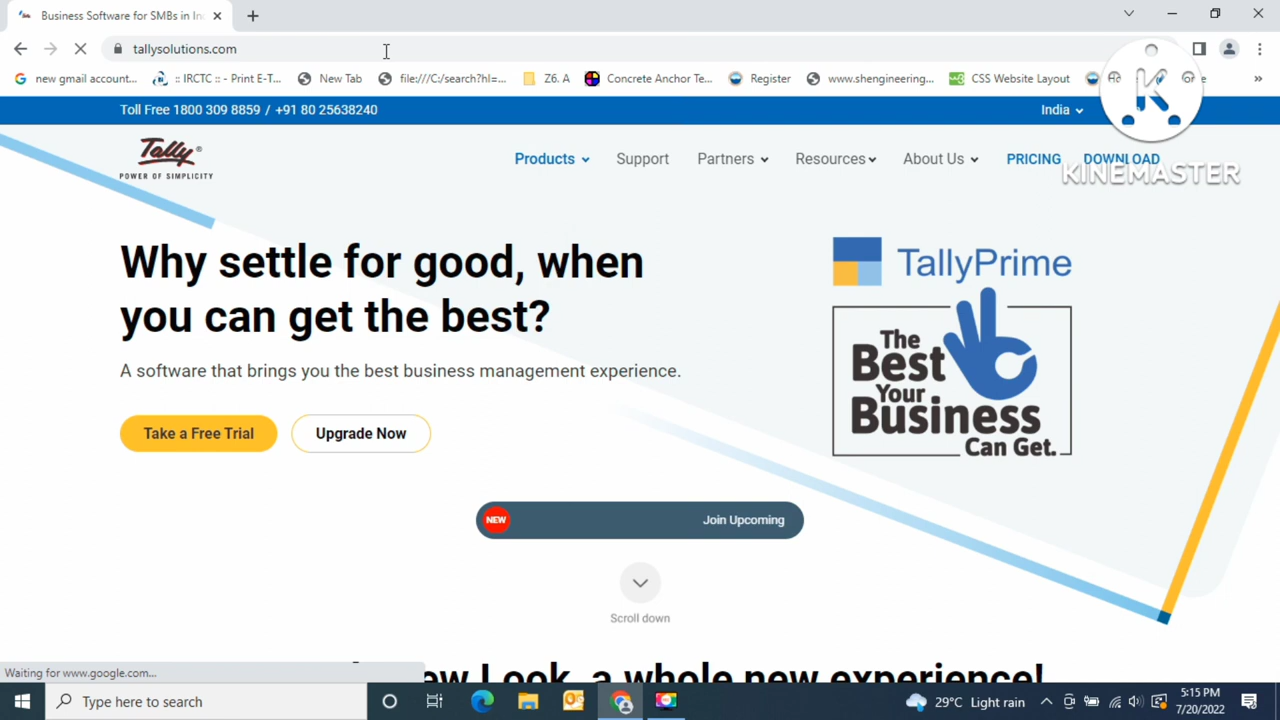 Business Software for SMBs in In
tallysolutions.com
new gmail account...
:: IRCTC :: - Print E-T...
New Tab
file:///C:/search?hl=...
Z6. A
Concrete Anchor Te...
Register
www.shengineering...
CSS Website Layout
»
Toll Free 1800 309 8859 / +91 80 25638240
India
K
Tally®
POWER OF SIMPLICITY
Products
Support
Partners
Resources
About Us
PRICING
DOWNLOAD
KINEMASTER
Why settle for good, when
you can get the best?
A software that brings you the best business management experience.
Take a Free Trial
Upgrade Now
TallyPrime
The
Best
Your
Business
Can Get.
NEW
Join Upcoming
Scroll down
ew Look, a whole new experience!
Waiting for www.google.com...
Type here to search
29°C Light rain
5:15 PM
7/20/2022